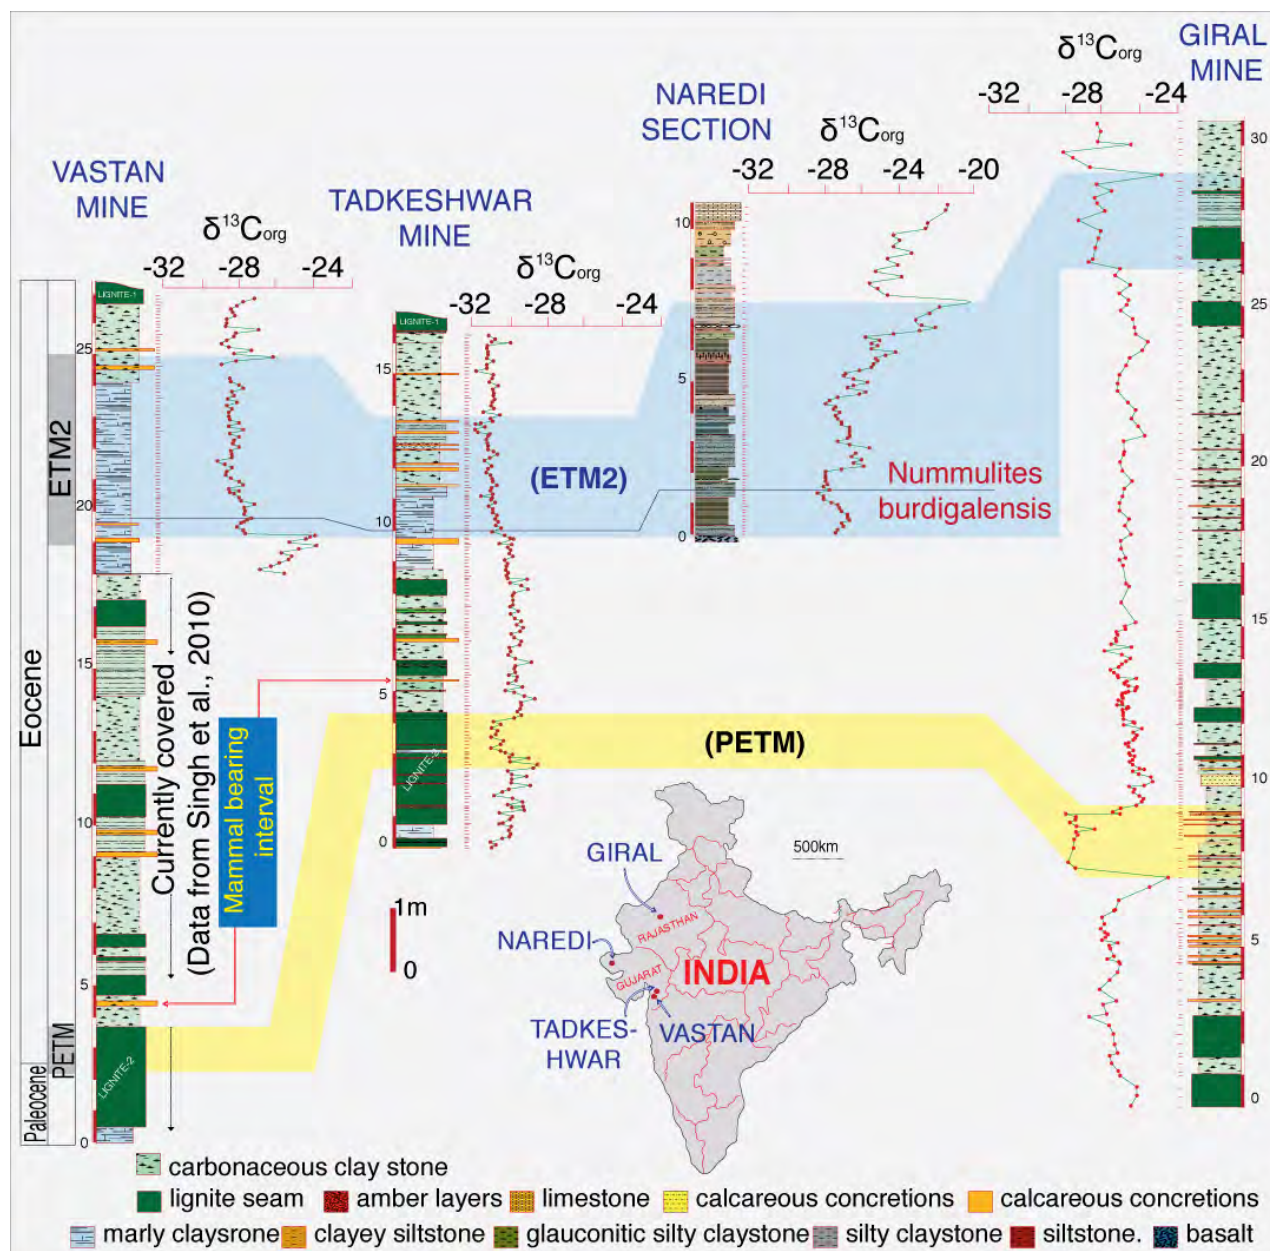 GIRAL
MINE
δ13Corg
-32 -28 -24
NAREDI
SECTION
δ13Corg
-32 -28 -24 -20
VASTAN
MINE
δ13Corg
-32 -28 -24
TADKESHWAR
MINE
δ13Corg
-32 -28 -24
LIGNITE-1
25
20
15
10
5
0
LIGNITE-2
ETM2
Eocene
PETM
Paleocene
LIGNITE-1
15
10
5
0
LIGNITE-2
10
5
0
30
25
20
15
10
5
0
(ETM2)
Nummulites
burdigalensis
Currently covered
(Data from Singh et al., 2010)
Mammal bearing
interval
(PETM)
1m
0
500km
GIRAL
RAJASTHAN
NAREDI
GUJARAT
INDIA
TADKES-
HWAR
VASTAN
carbonaceous clay stone
lignite seam amber layers limestone calcareous concretions calcareous concretions
marly claysrone clayey siltstone glauconitic silty claystone silty claystone siltstone. basalt